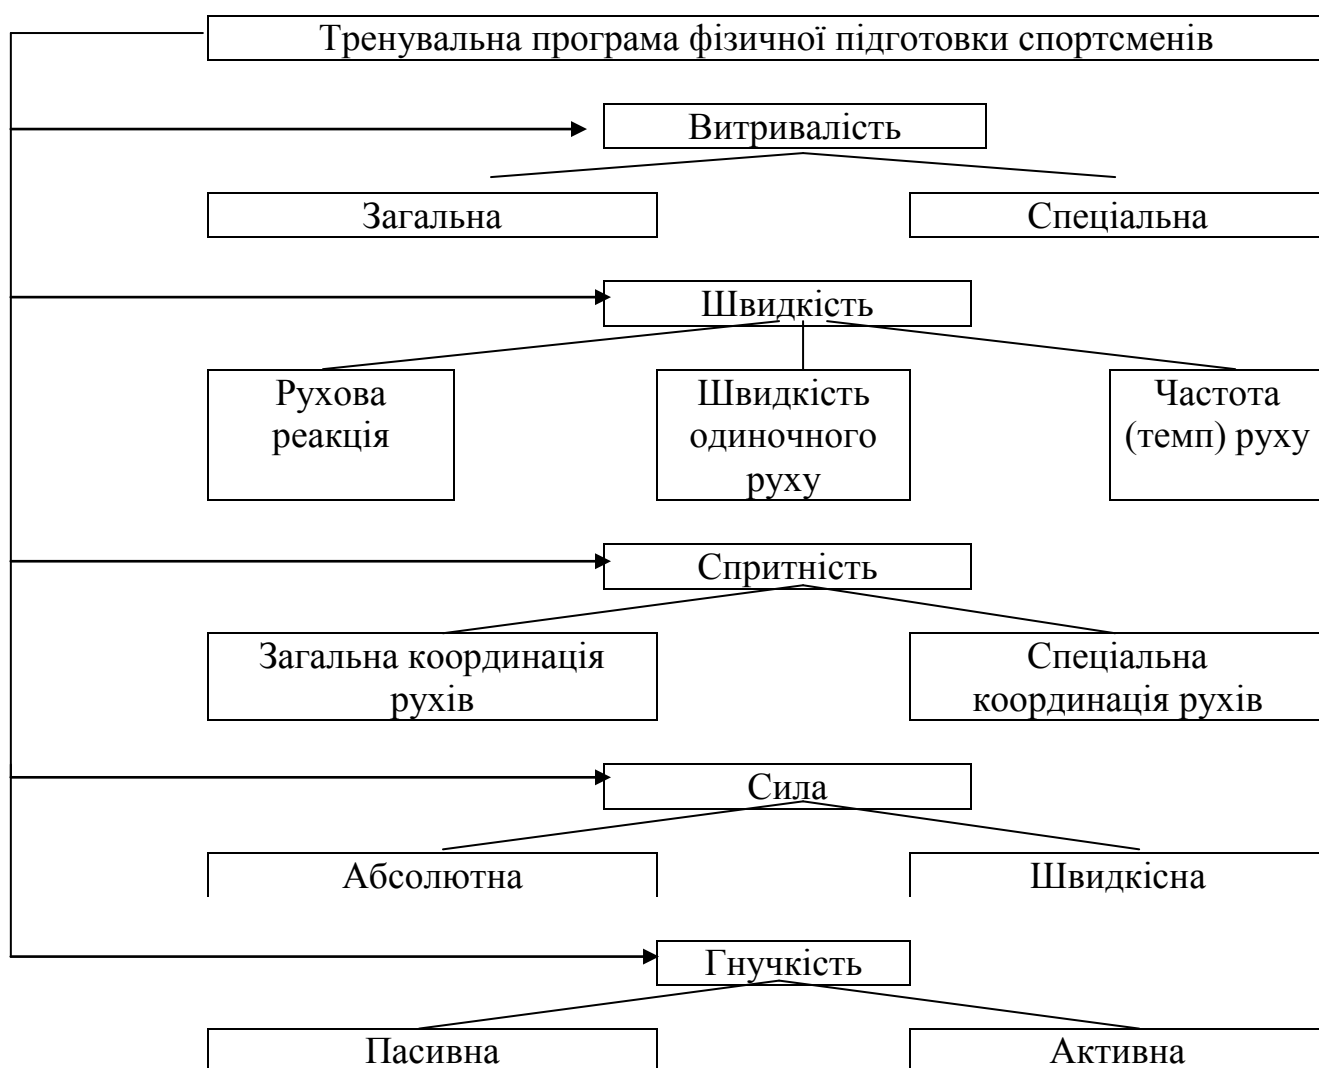 Тренувальна програма фізичної підготовки спортсменів
Витривалість
Загальна
Спеціальна
Швидкість
Рухова
реакція
Швидкість
одиночного
руху
Частота
(темп) руху
Спритність
Загальна координація
рухів
Спеціальна
координація рухів
Сила
Абсолютна
Швидкісна
Гнучкість
Пасивна
Активна